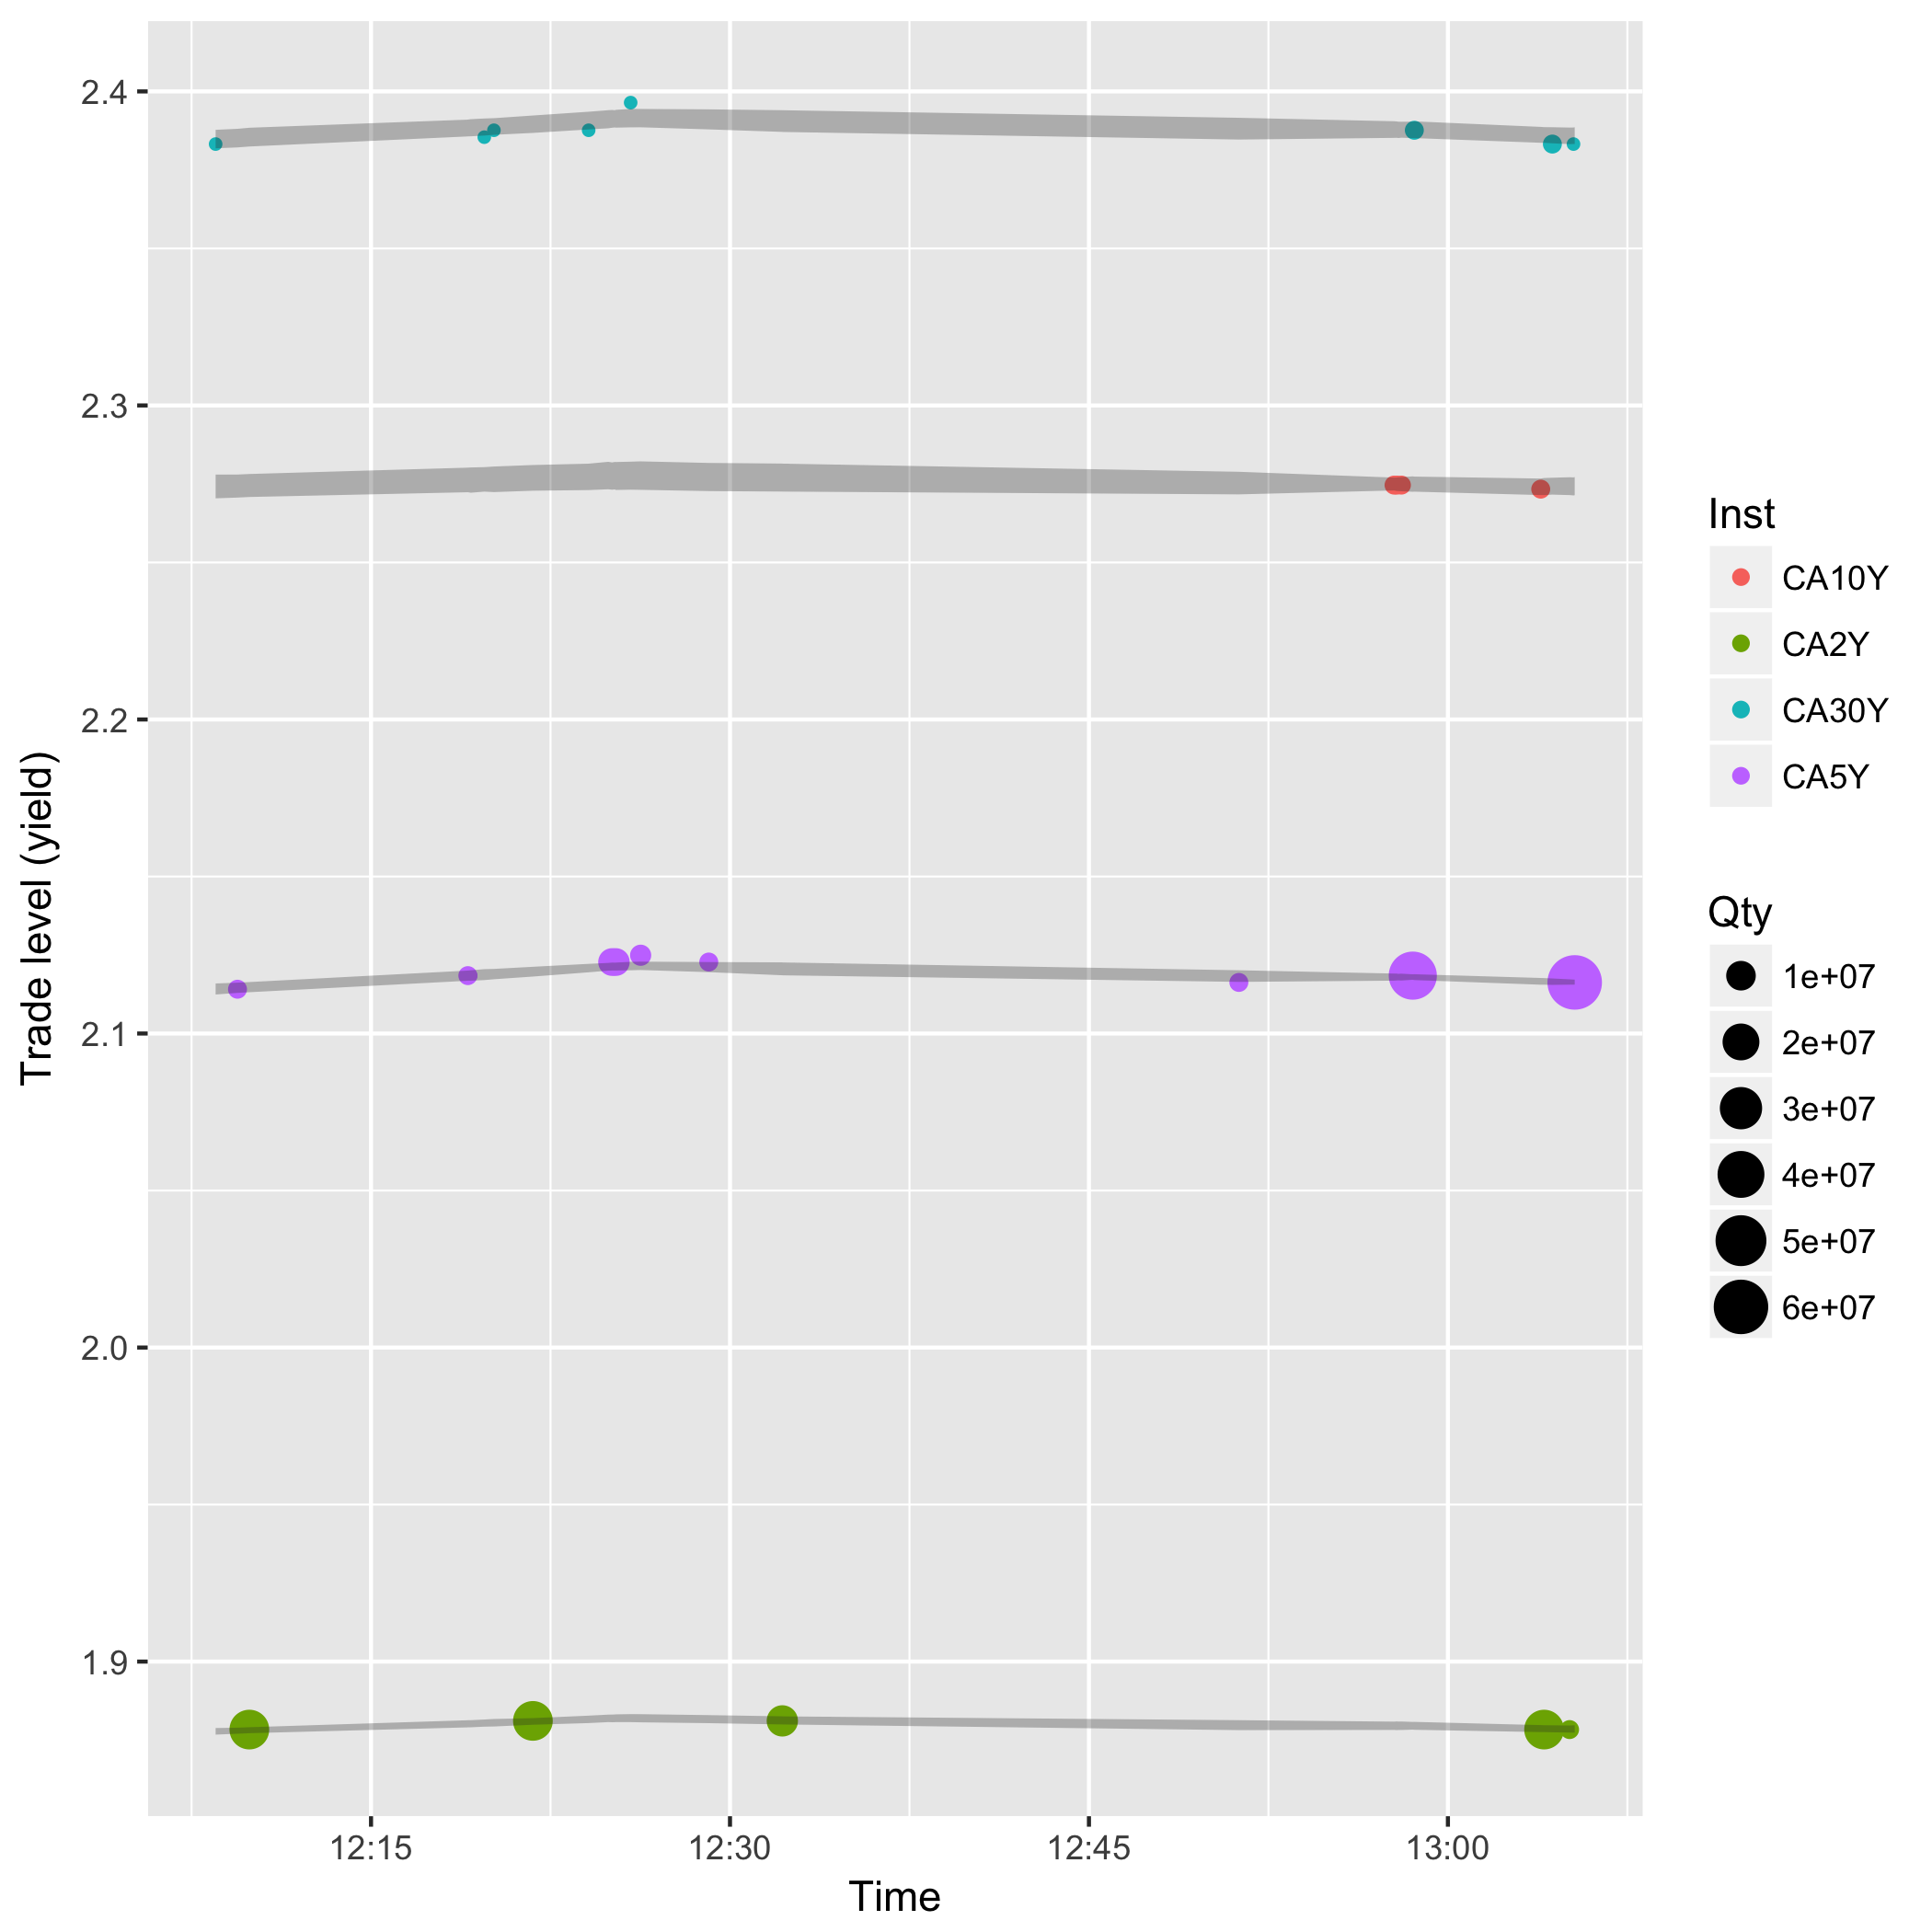 2.4
2.3
2.2
2.1
2.0
1.9
Trade level (yield)
12:15
12:30
12:45
13:00
Time
Inst
CA10Y
CA2Y
CA30Y
CA5Y
Qty
1e+07
2e+07
3e+07
4e+07
5e+07
6e+07